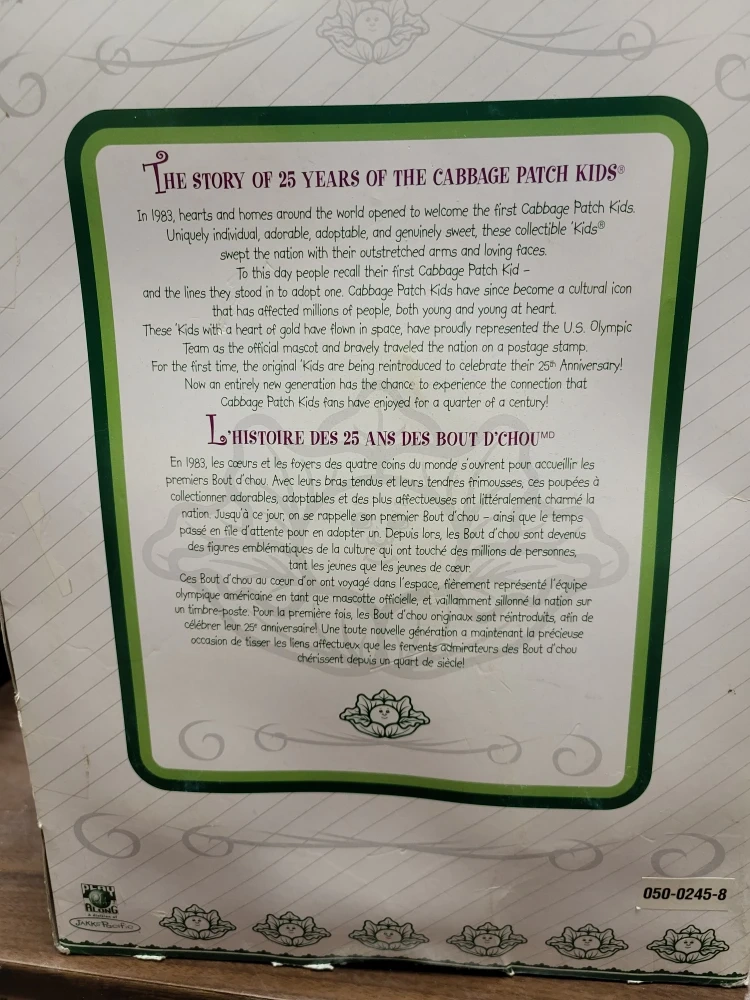 THE STORY OF 25 YEARS OF THE CABBAGE PATCH KIDS®
In 1983, hearts and homes around the world opened to welcome the first Cabbage Patch Kids.
Uniquely individual, adorable, adoptable, and genuinely sweet, these collectible 'Kids®
swept the nation with their outstretched arms and loving faces.
To this day people recall their first Cabbage Patch Kid –
and the lines they stood in to adopt one. Cabbage Patch Kids have since become a cultural icon
that has affected millions of people, both young and young at heart.
These 'Kids with a heart of gold have flown in space, have proudly represented the U.S. Olympic
Team as the official mascot and bravely traveled the nation on a postage stamp.
For the first time, the original 'Kids are being reintroduced to celebrate their 25th Anniversary!
Now an entirely new generation has the chance to experience the connection that
Cabbage Patch Kids fans have enjoyed for a quarter of a century!
L'HISTOIRE DES 25 ANS DES BOUT D'CHOU MD
En 1983, les cœurs et les foyers des quatre coins du monde s'ouvrent pour accueillir les
premiers Bout d'chou. Avec leurs bras tendus et leurs tendres frimousses, ces poupées à
collectionner adorables, adoptables et des plus affectueuses ont littéralement charmé la
nation. Jusqu'à ce jour, on se rappelle son premier Bout d'chou – ainsi que le temps
passé en file d'attente pour en adopter un. Depuis lors, les Bout d'chou sont devenus
des figures emblématiques de la culture qui ont touché des millions de personnes,
tant les jeunes que les jeunes de cœur.
Ces Bout d'chou au cœur d'or ont voyagé dans l'espace, fièrement représenté l'équipe
olympique américaine en tant que mascotte officielle, et vaillamment sillonné la nation sur
un timbre-poste. Pour la première fois, les Bout d'chou originaux sont réintroduits, afin de
célébrer leur 25e anniversaire! Une toute nouvelle génération a maintenant la précieuse
occasion de tisser les liens affectueux que les fervents admirateurs des Bout d'chou
chérissent depuis un quart de siècle!
PLAY
ALONG
a division of
JAKKS Pacific
050-0245-8